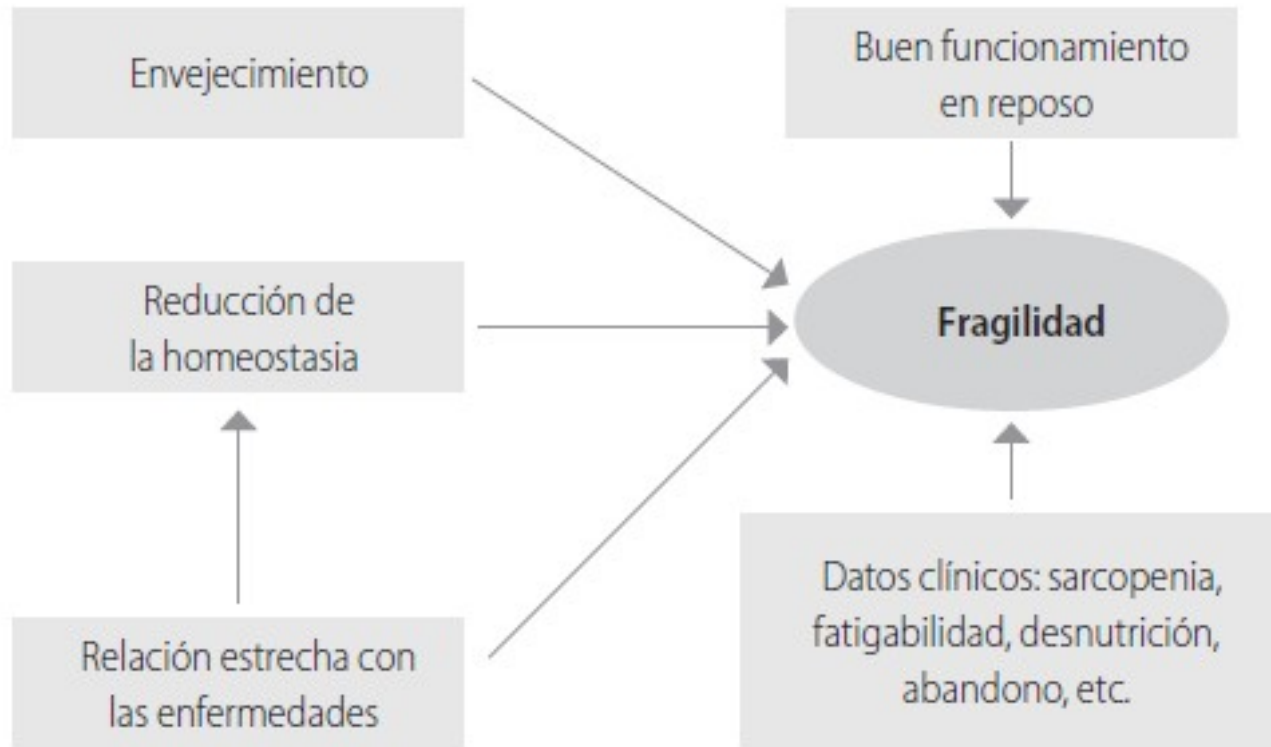 Envejecimiento
Buen funcionamiento
en reposo
Reducción de
la homeostasia
Fragilidad
Relación estrecha con
las enfermedades
Datos clínicos: sarcopenia,
fatigabilidad, desnutrición,
abandono, etc.